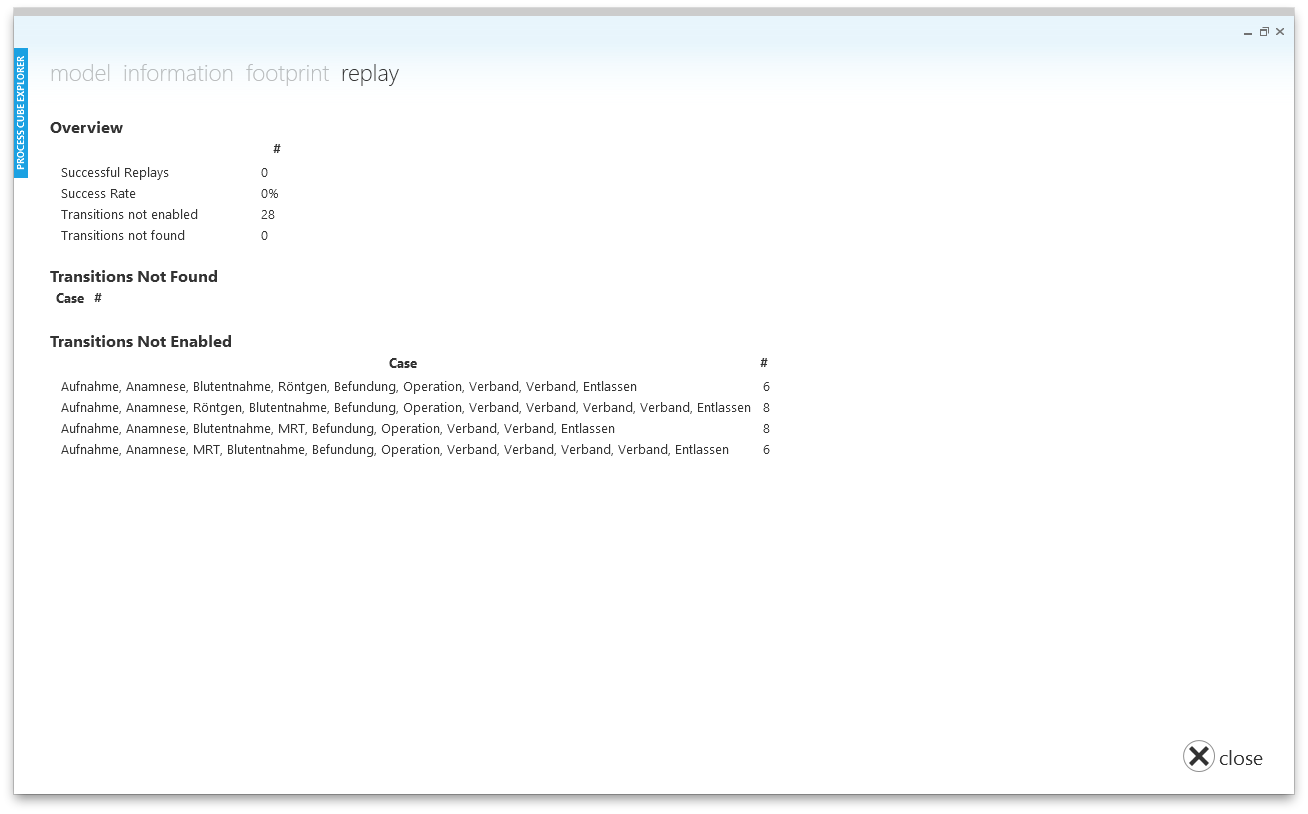 PROCESS CUBE EXPLORER
model information footprint replay
Overview
#
Successful Replays 0
Success Rate 0%
Transitions not enabled 28
Transitions not found 0
Transitions Not Found
Case #
Transitions Not Enabled
Case #
Aufnahme, Anamnese, Blutentnahme, Röntgen, Befundung, Operation, Verband, Verband, Entlassen 6
Aufnahme, Anamnese, Röntgen, Blutentnahme, Befundung, Operation, Verband, Verband, Verband, Verband, Entlassen 8
Aufnahme, Anamnese, Blutentnahme, MRT, Befundung, Operation, Verband, Verband, Entlassen 8
Aufnahme, Anamnese, MRT, Blutentnahme, Befundung, Operation, Verband, Verband, Verband, Verband, Entlassen 6
close